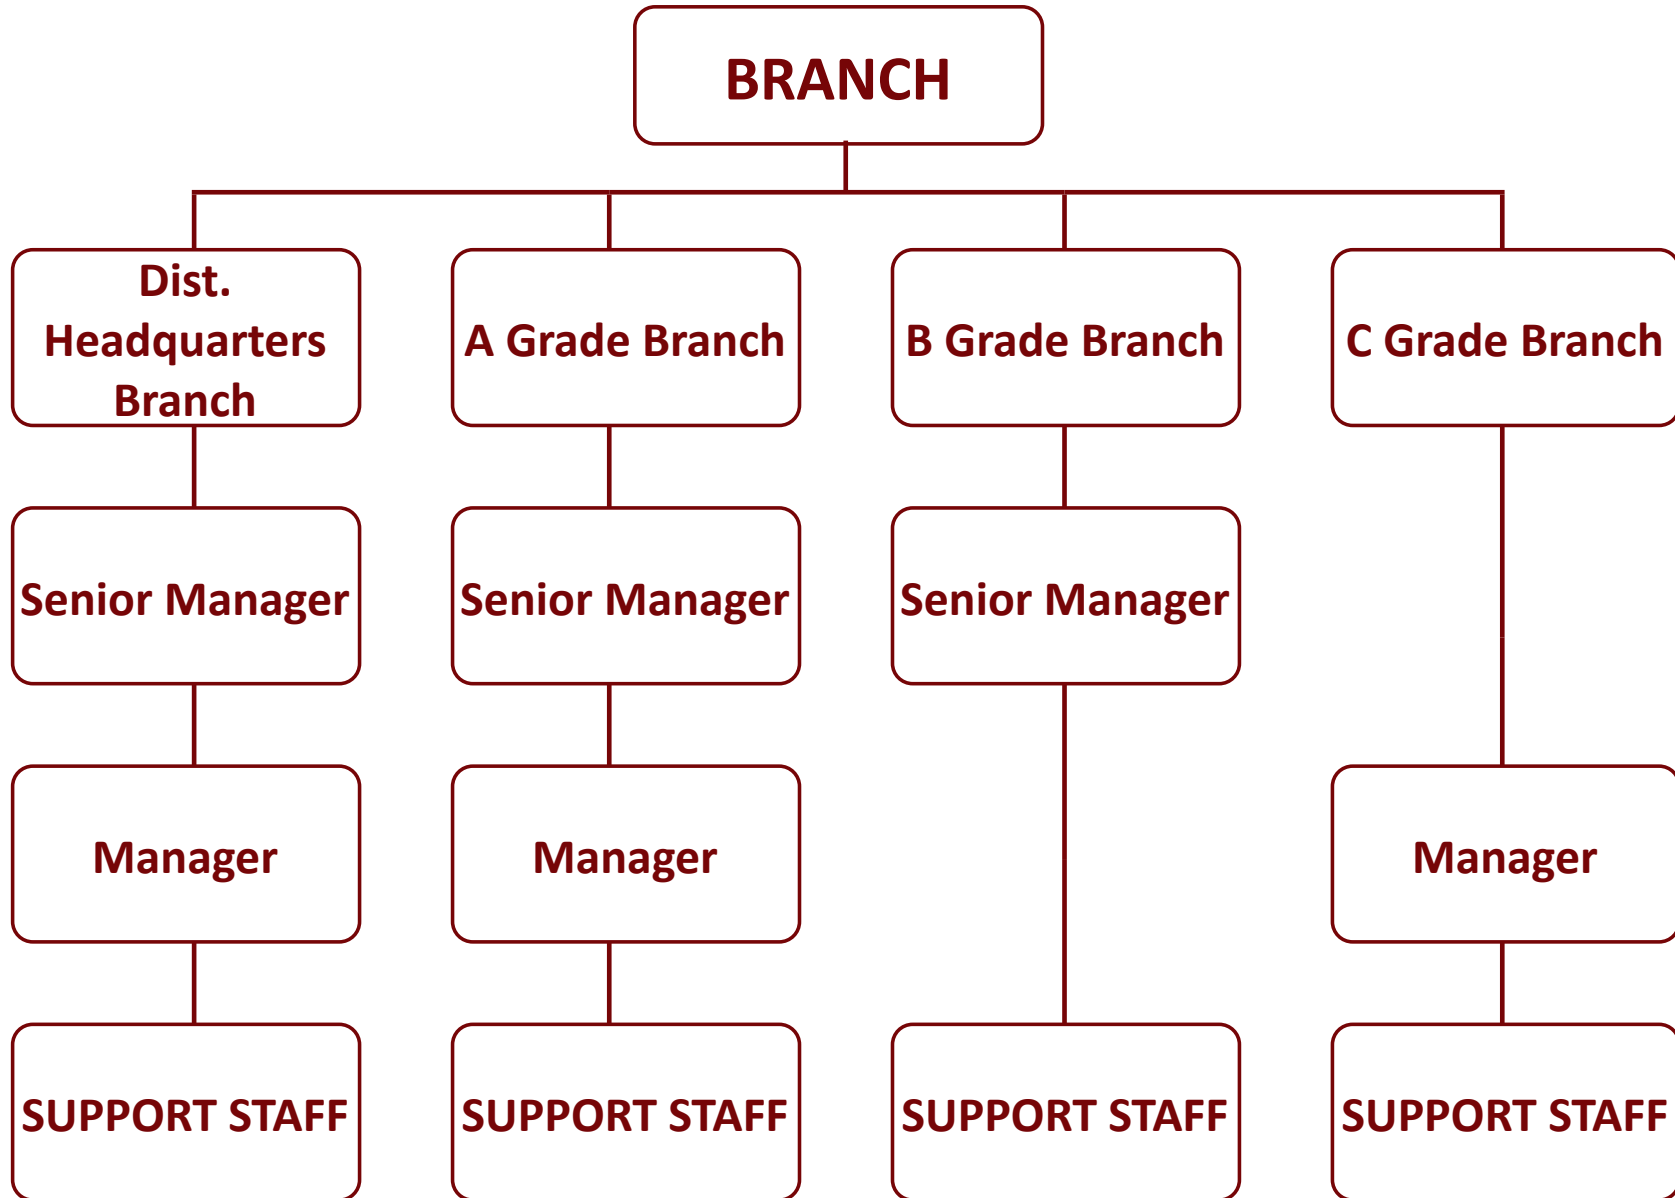 BRANCH
Dist.
Headquarters
Branch
A Grade Branch
B Grade Branch
C Grade Branch
Senior Manager
Senior Manager
Senior Manager
Manager
Manager
Manager
SUPPORT STAFF
SUPPORT STAFF
SUPPORT STAFF
SUPPORT STAFF